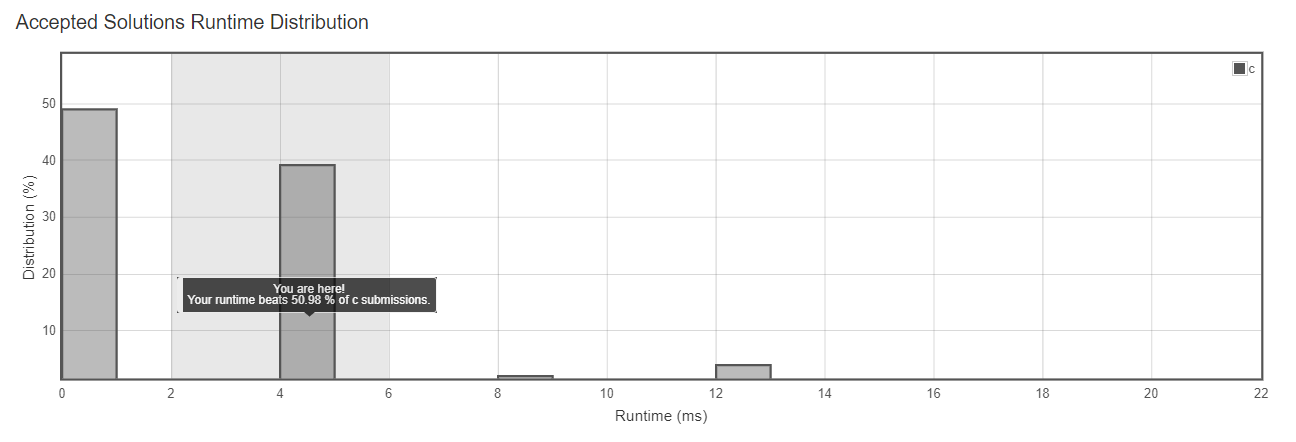 Accepted Solutions Runtime Distribution
c
50
40
30
20
10
Distribution (%)
You are here!
Your runtime beats 50.98 % of c submissions.
0 2 4 6 8 10 12 14 16 18 20 22
Runtime (ms)